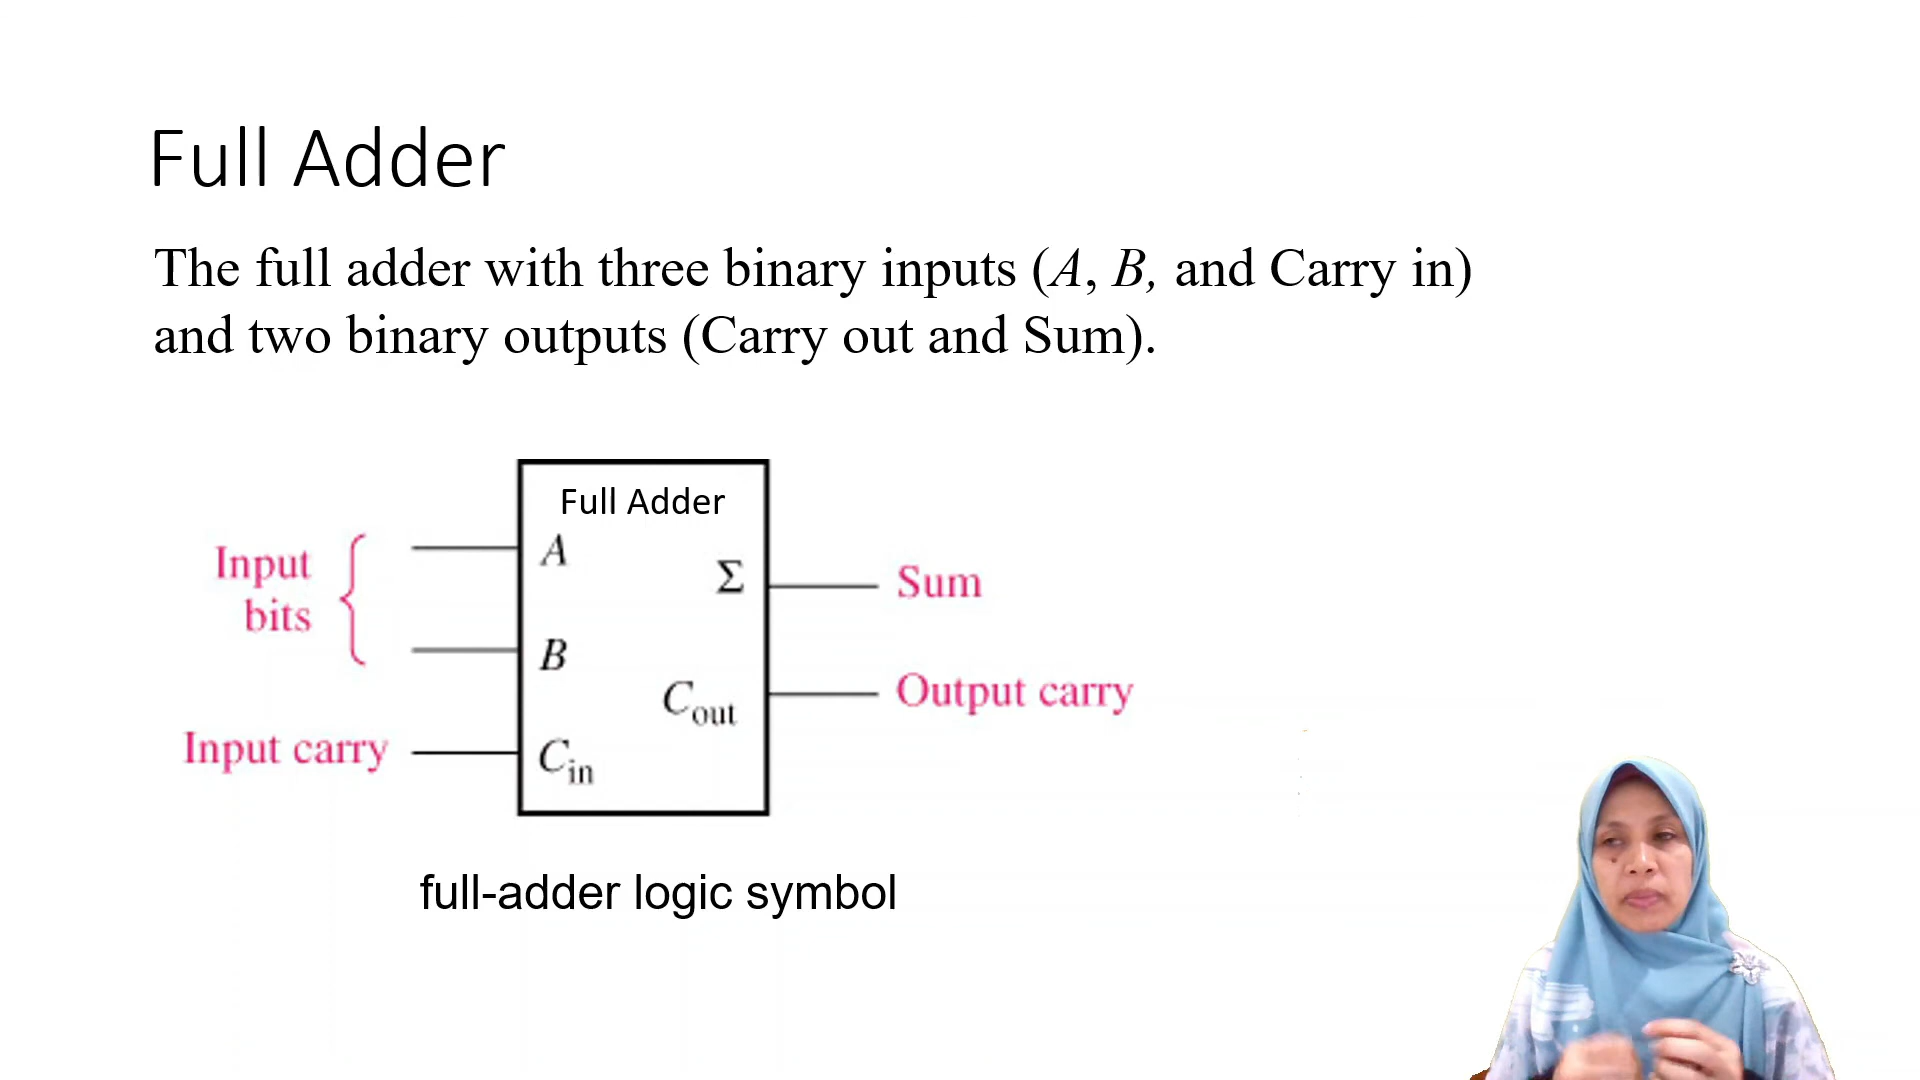 Full Adder
The full adder with three binary inputs (A, B, and Carry in)
and two binary outputs (Carry out and Sum).
Full Adder
Input
bits
A
Σ
Sum
B
Cout
Output carry
Input carry
Cin
full-adder logic symbol